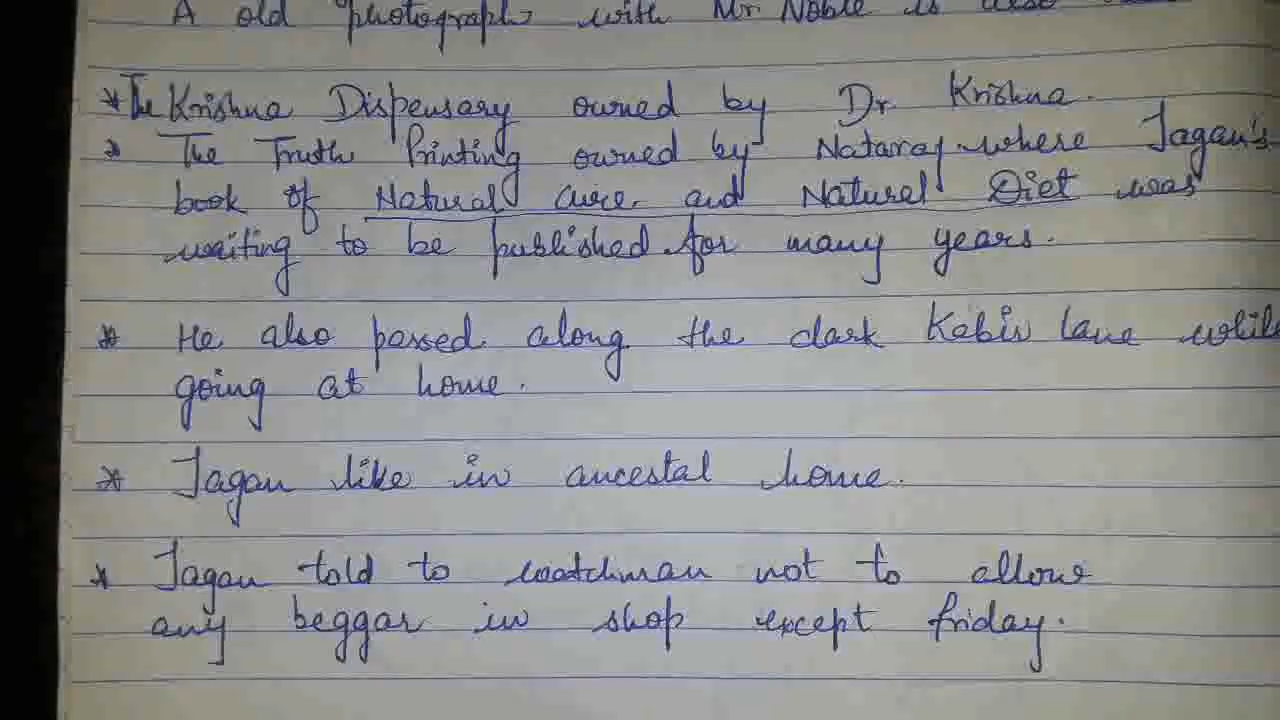 A old photograph with Mr Noble is also
* The Krishna Dispensary owned by Dr Krishna.
* The Truth Printing owned by Nataraj where Jagan's
book of Natural Cure and Natural Diet was
waiting to be published for many years.
* He also passed along the dark Kabir lane while
going at home.
* Jagan like in ancestal home.
* Jagan told to watchman not to allow
any beggar in shop except friday.